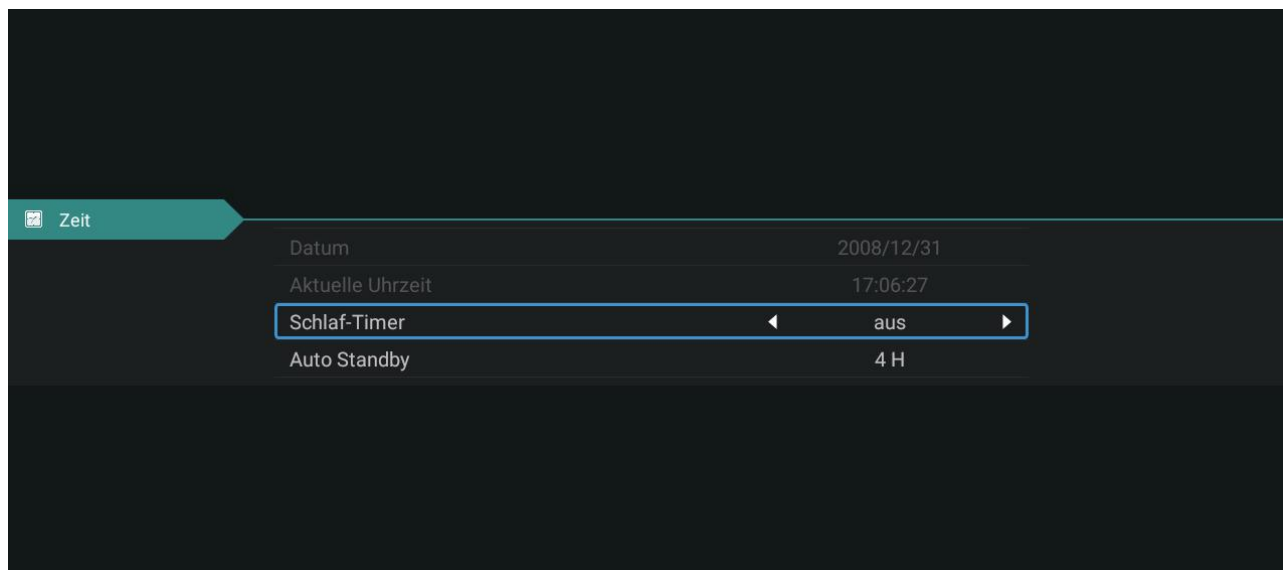 Zeit
Datum 2008/12/31
Aktuelle Uhrzeit 17:06:27
Schlaf-Timer aus
Auto Standby 4 H